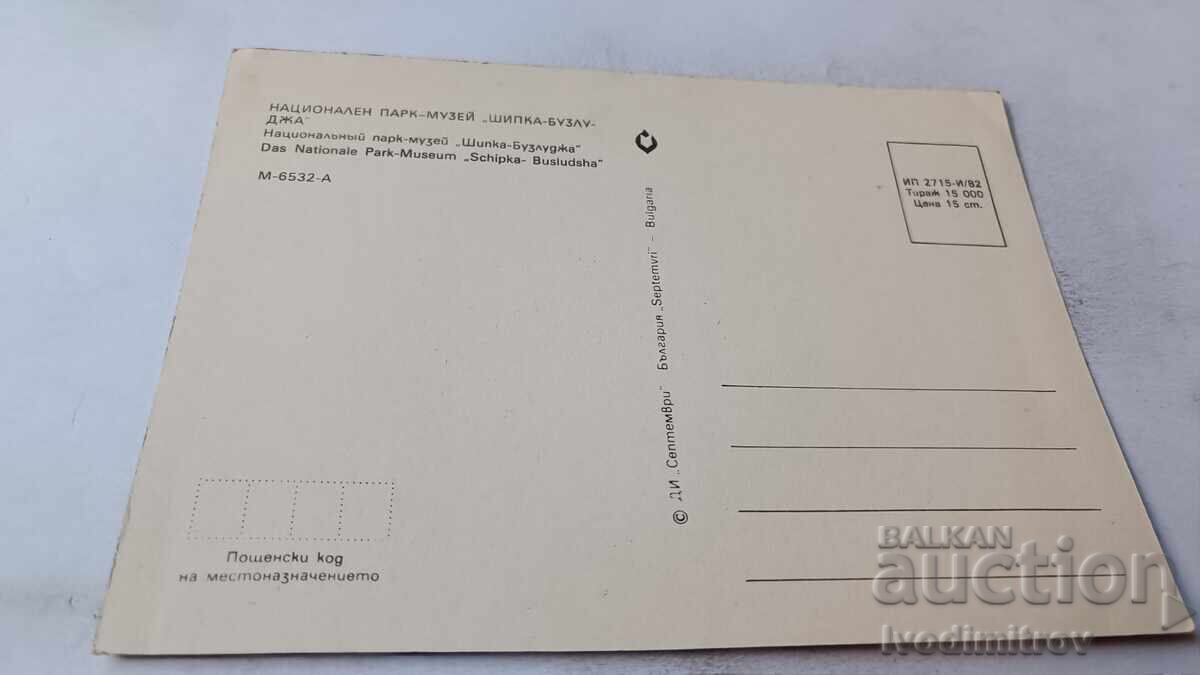 НАЦИОНАЛЕН ПАРК-МУЗЕЙ „ШИПКА-БУЗЛУ-
ДЖА"
Национальный парк-музей „Шипка-Бузлуджа"
Das Nationale Park-Museum „Schipka- Busludsha"
М-6532-А
© ДИ „Септември" България „Septemvri" – Bulgaria
ИП 2715-И/82
Тираж 15 000
Цена 15 ст.
Пощенски код
на местоназначението
BALKAN
auction
Ivodimitrov